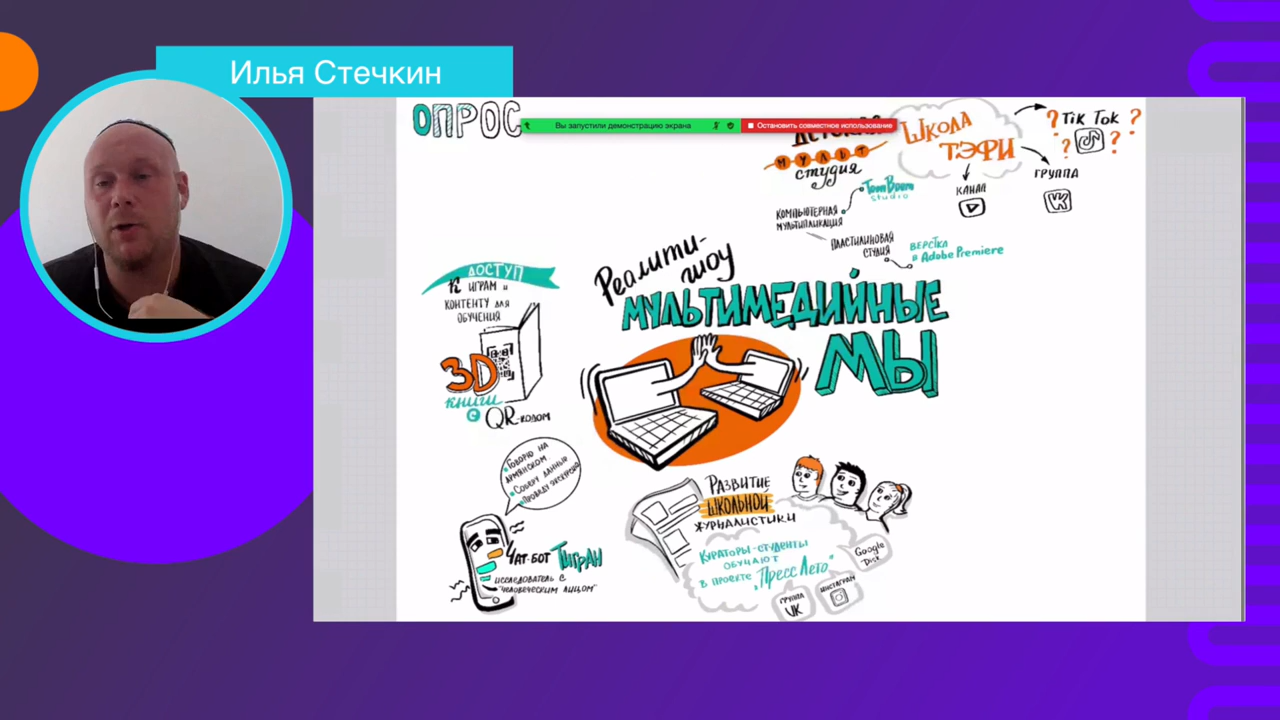 Илья Стечкин
ОПРОС
Вы запустили демонстрацию экрана
Остановить совместное использование
МУЛЬТ
студия
КОМПЬЮТЕРНАЯ
МУЛЬТИПЛИКАЦИЯ
Toon Boom
studio
ПЛАСТИЛИНОВАЯ
СТУДИЯ
ВЕРСТКА
в Adobe Premiere
ШКОЛА
ТЭФИ
? Tik Tok ?
? ?
КАНАЛ
ГРУППА
VK
Реалити-
шоу
МУЛЬТИМЕДИЙНЫЕ
МЫ
ДОСТУП
К ИГРАМ и
КОНТЕНТУ для
ОБУЧЕНИЯ
3D
книги
с QR-кодом
Говорю на
армянском
Соберу данные
Проведу экскурсию
ЧАТ-БОТ ТИГРАН
ИССЛЕДОВАТЕЛЬ С
"ЧЕЛОВЕЧЕСКИМ ЛИЦОМ"
РАЗВИТИЕ
ШКОЛЬНОЙ
ЖУРНАЛИСТИКИ
КУРАТОРЫ-СТУДЕНТЫ
ОБУЧАЮТ
В ПРОЕКТЕ "ПРЕСС ЛЕТО"
Google
Disk
ГРУППА
VK
ИНСТАГРАМ